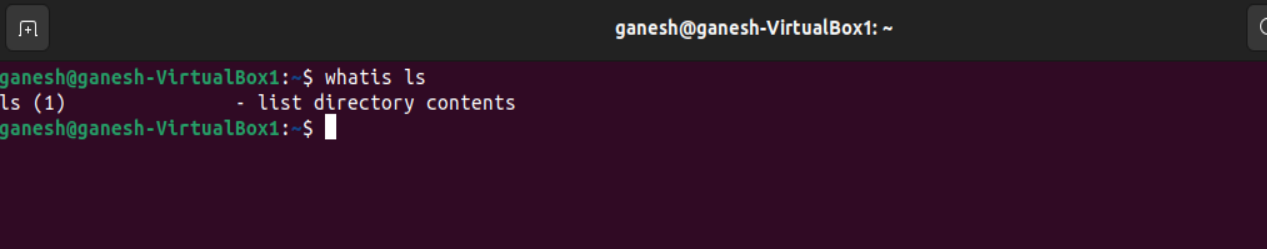 ganesh@ganesh-VirtualBox1: ~
ganesh@ganesh-VirtualBox1:~$ whatis ls
ls (1)               - list directory contents
ganesh@ganesh-VirtualBox1:~$